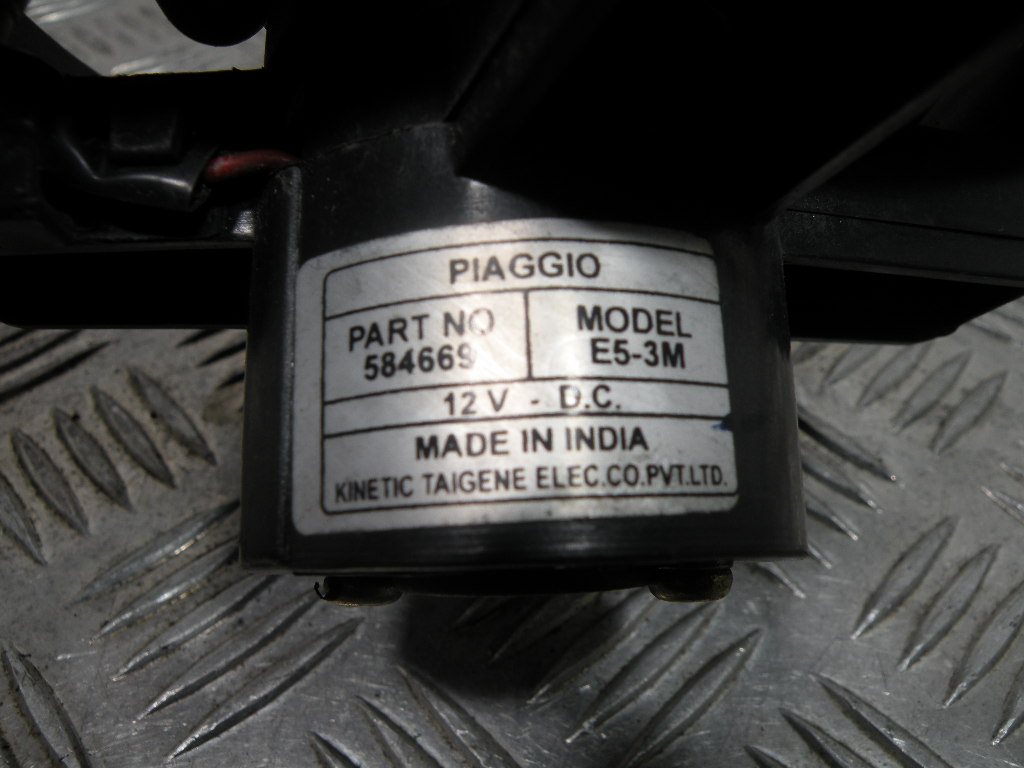 PIAGGIO
PART NO
584669
MODEL
E5-3M
12 V - D.C.
MADE IN INDIA
KINETIC TAIGENE ELEC.CO.PVT.LTD.